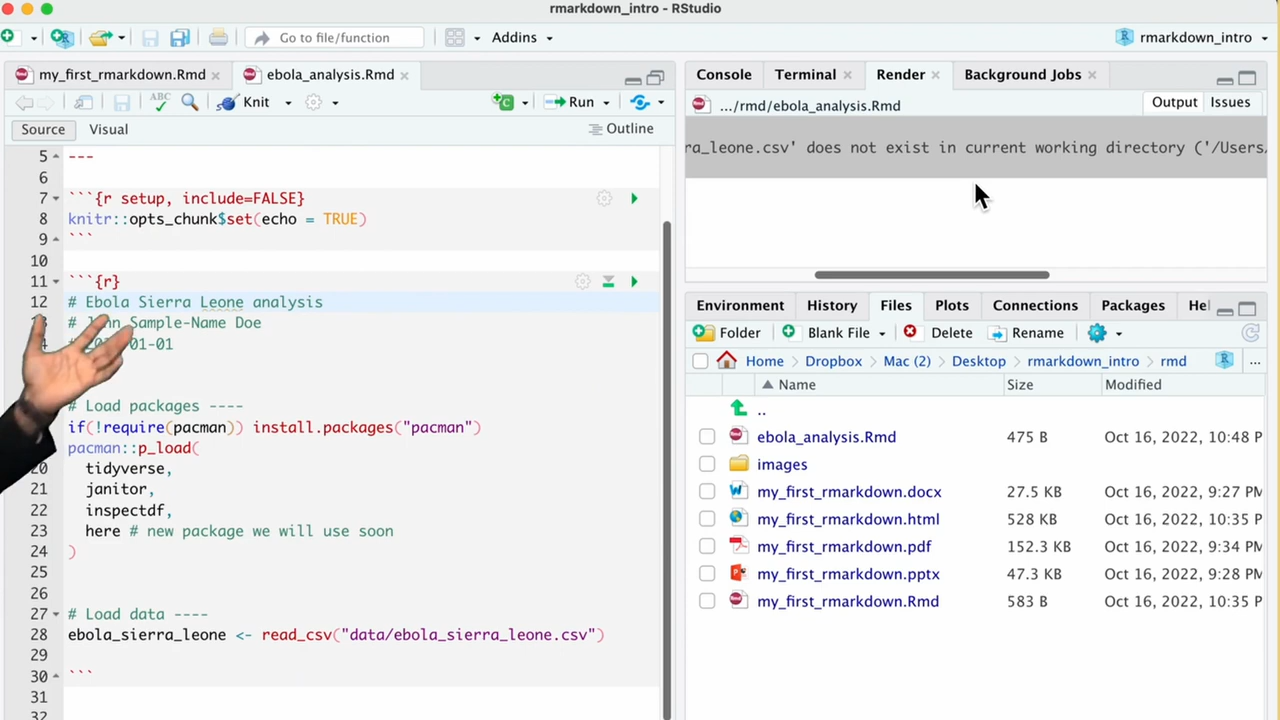 rmarkdown_intro - RStudio
Go to file/function
Addins
rmarkdown_intro
my_first_rmarkdown.Rmd
ebola_analysis.Rmd
ABC
Knit
Run
Source
Visual
Outline
5 ---
6
7 ```{r setup, include=FALSE}
8 knitr::opts_chunk$set(echo = TRUE)
9 ```
10
11 ```{r}
12 # Ebola Sierra Leone analysis
Sample-Name Doe
01-01
# Load packages ----
if(!require(pacman)) install.packages("pacman")
pacman::p_load(
20 tidyverse,
21 janitor,
22 inspectdf,
23 here # new package we will use soon
24 )
25
26
27 # Load data ----
28 ebola_sierra_leone <- read_csv("data/ebola_sierra_leone.csv")
29
30 ```
31
32
Console
Terminal
Render
Background Jobs
.../rmd/ebola_analysis.Rmd
Output
Issues
ra_leone.csv' does not exist in current working directory ('/Users/
Environment
History
Files
Plots
Connections
Packages
Hel
Folder
Blank File
Delete
Rename
Home > Dropbox > Mac (2) > Desktop > rmarkdown_intro > rmd
...
Name Size Modified
..
ebola_analysis.Rmd 475 B Oct 16, 2022, 10:48 P
images
my_first_rmarkdown.docx 27.5 KB Oct 16, 2022, 9:27 PM
my_first_rmarkdown.html 528 KB Oct 16, 2022, 10:35 P
my_first_rmarkdown.pdf 152.3 KB Oct 16, 2022, 9:34 PM
my_first_rmarkdown.pptx 47.3 KB Oct 16, 2022, 9:28 PM
my_first_rmarkdown.Rmd 583 B Oct 16, 2022, 10:35 P